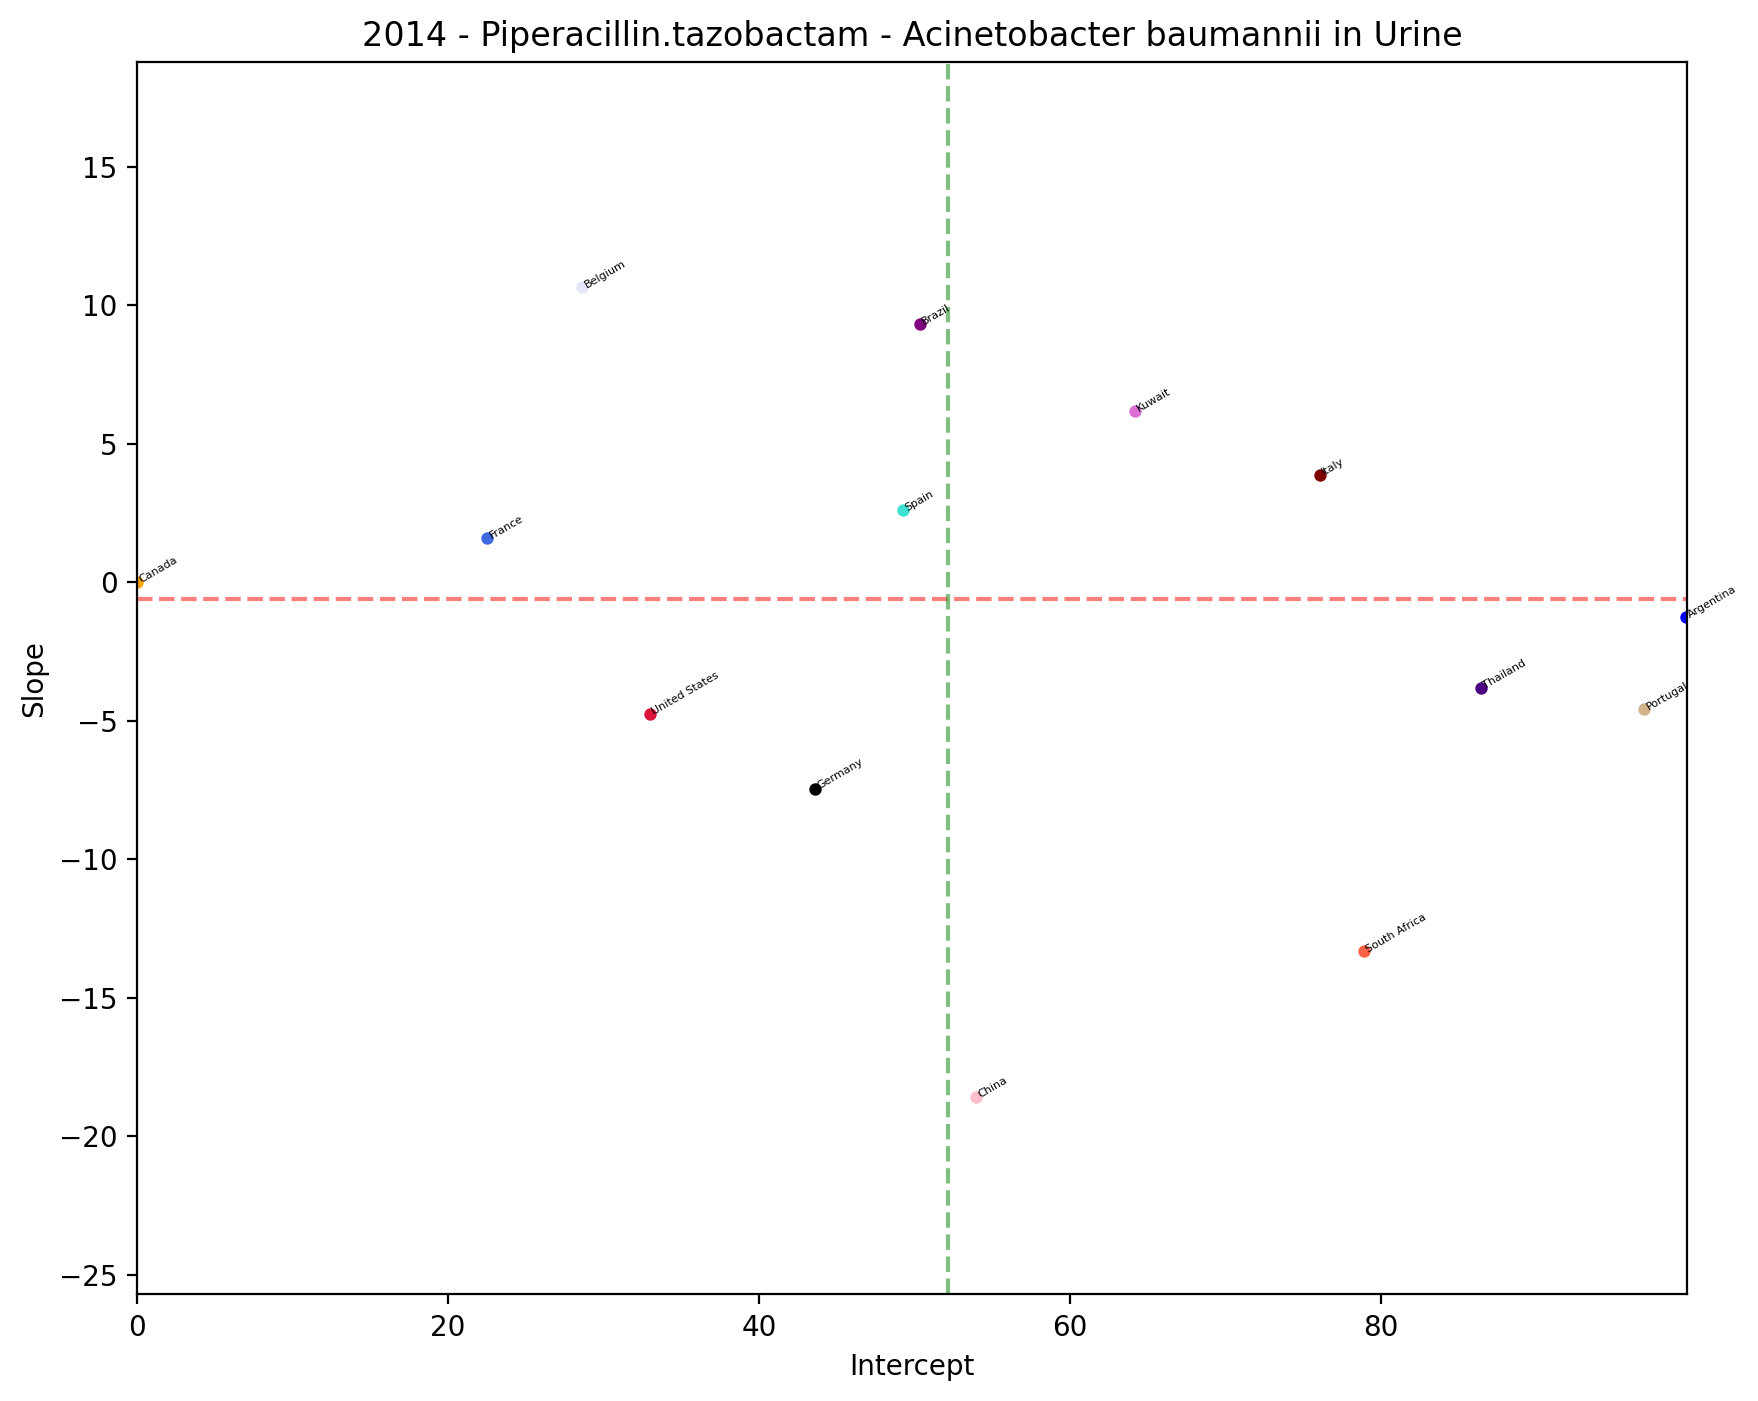 2014 - Piperacillin.tazobactam - Acinetobacter baumannii in Urine
15
10
5
0
−5
−10
−15
−20
−25
Slope
Belgium
Brazil
Kuwait
Italy
Spain
France
Canada
Argentina
Thailand
Portugal
United States
Germany
South Africa
China
0
20
40
60
80
Intercept